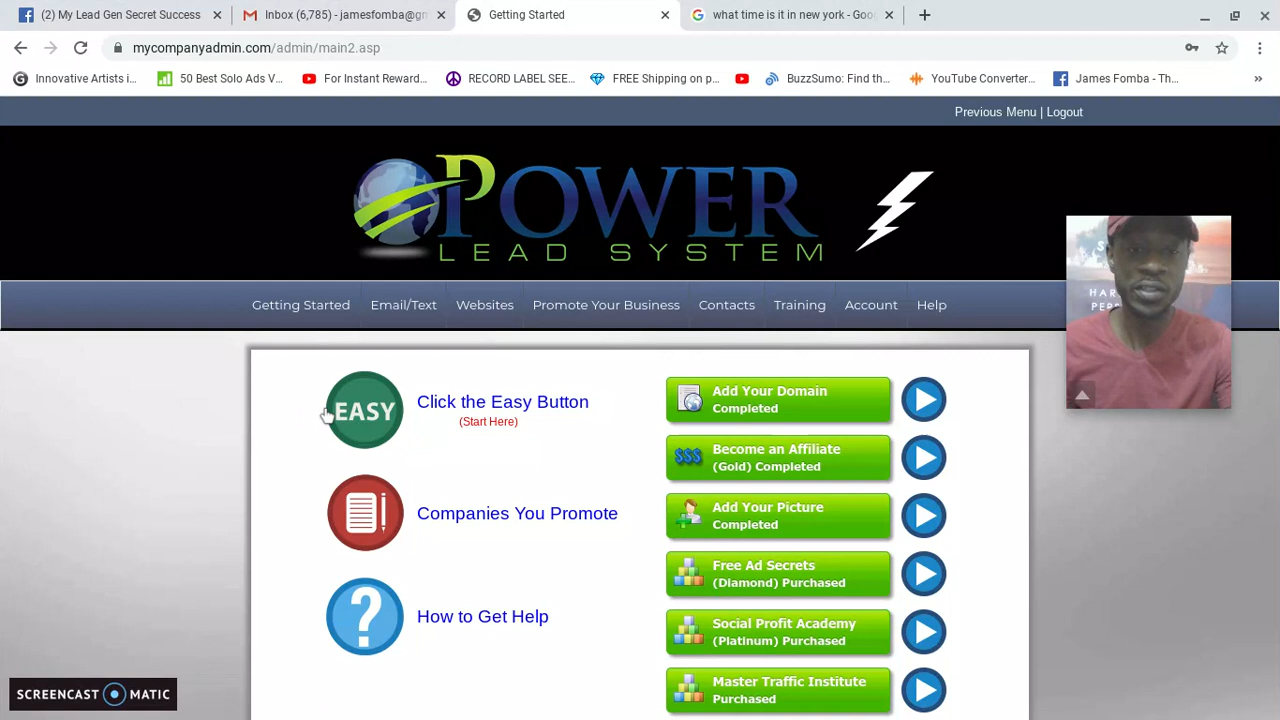 (2) My Lead Gen Secret Success
Inbox (6,785) - jamesfomba@gm
Getting Started
what time is it in new york - Goo
mycompanyadmin.com/admin/main2.asp
Innovative Artists i...
50 Best Solo Ads V...
For Instant Reward...
RECORD LABEL SEE...
FREE Shipping on p...
BuzzSumo: Find th...
YouTube Converter...
James Fomba - Th...
Previous Menu | Logout
POWER
LEAD SYSTEM
Getting Started
Email/Text
Websites
Promote Your Business
Contacts
Training
Account
Help
EASY
Click the Easy Button
(Start Here)
Companies You Promote
?
How to Get Help
Add Your Domain
Completed
$$$
Become an Affiliate
(Gold) Completed
Add Your Picture
Completed
Free Ad Secrets
(Diamond) Purchased
Social Profit Academy
(Platinum) Purchased
Master Traffic Institute
Purchased
SCREENCAST MATIC